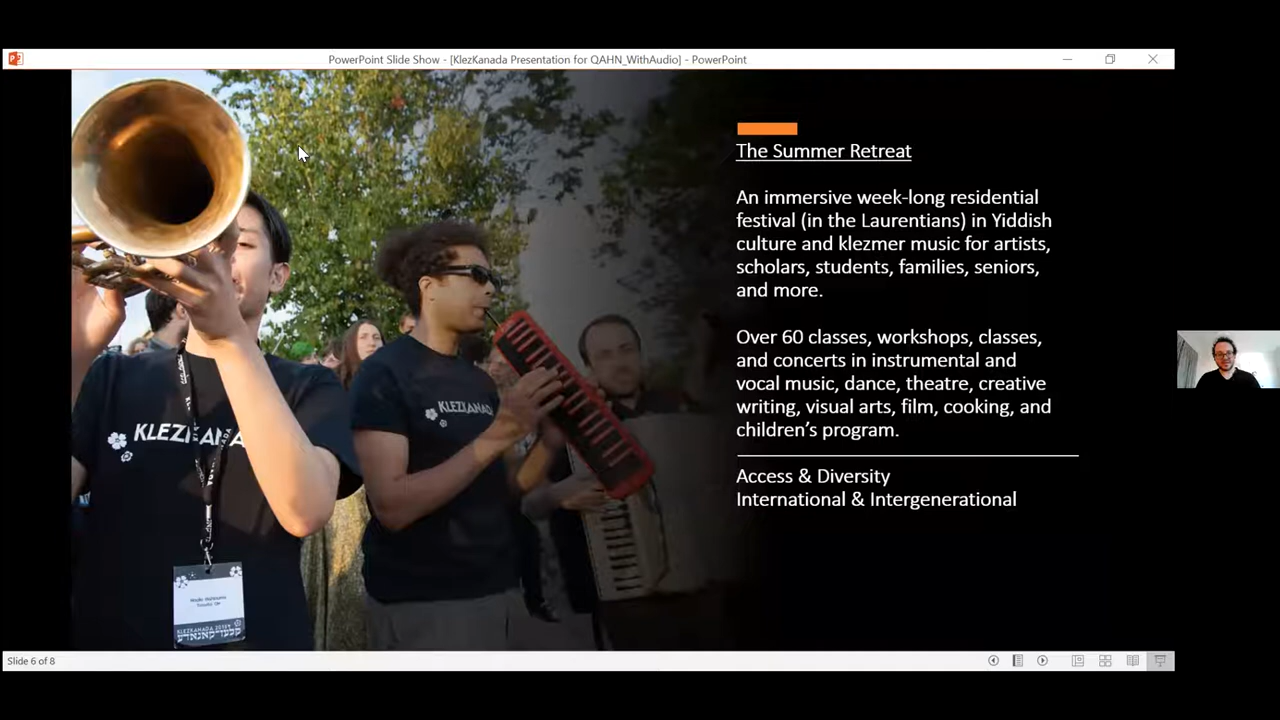 PowerPoint Slide Show - [KlezKanada Presentation for QAHN_WithAudio] - PowerPoint
The Summer Retreat
An immersive week-long residential
festival (in the Laurentians) in Yiddish
culture and klezmer music for artists,
scholars, students, families, seniors,
and more.
Over 60 classes, workshops, classes,
and concerts in instrumental and
vocal music, dance, theatre, creative
writing, visual arts, film, cooking, and
children's program.
Access & Diversity
International & Intergenerational
KLEZKANADA
KLEZKANADA
Slide 6 of 8